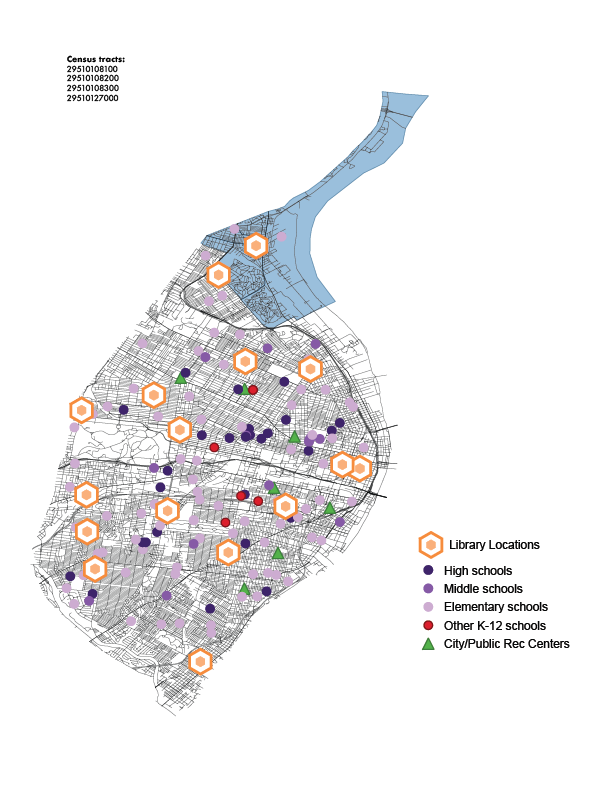 Census tracts:
29510108100
29510108200
29510108300
29510127000
Library Locations
High schools
Middle schools
Elementary schools
Other K-12 schools
City/Public Rec Centers